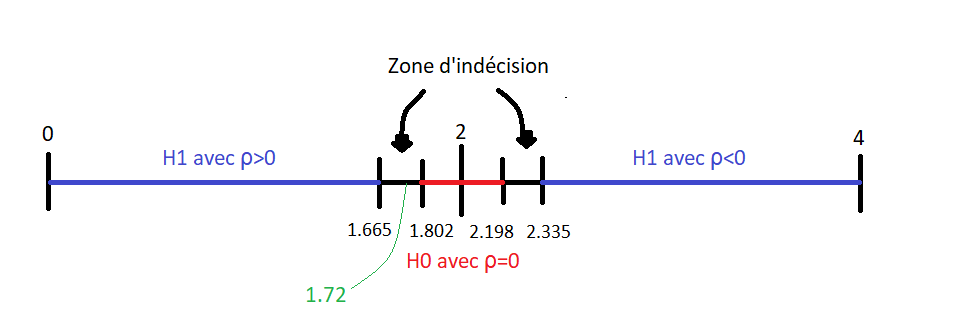 Zone d'indécision
0
2
4
H1 avec ρ>0
H1 avec ρ<0
1.665
1.802
2.198
2.335
H0 avec ρ=0
1.72